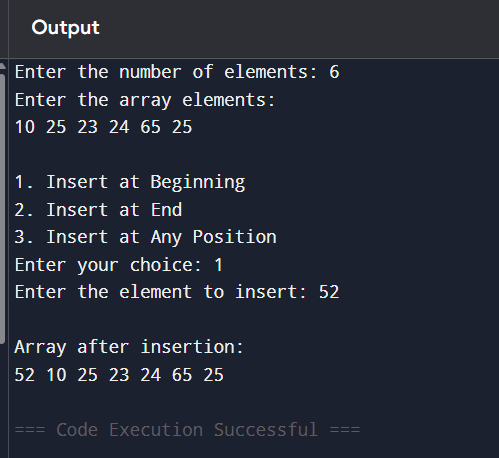 Output
Enter the number of elements: 6
Enter the array elements:
10 25 23 24 65 25
1. Insert at Beginning
2. Insert at End
3. Insert at Any Position
Enter your choice: 1
Enter the element to insert: 52
Array after insertion:
52 10 25 23 24 65 25
=== Code Execution Successful ===